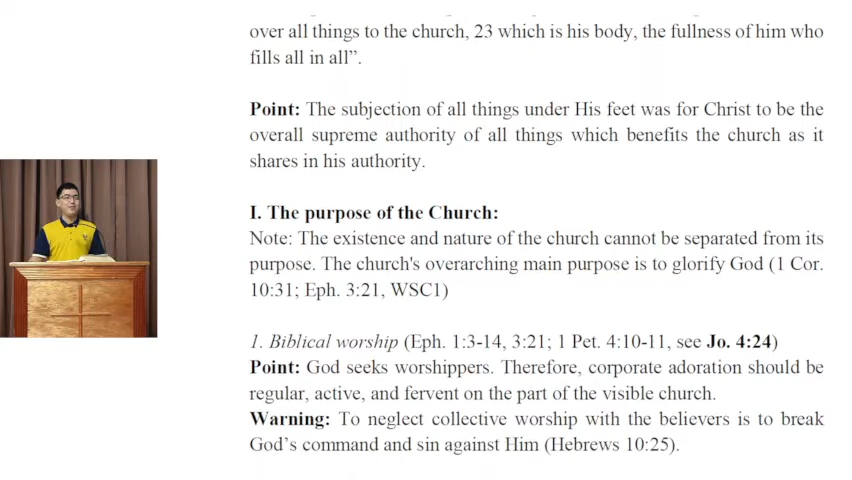 over all things to the church, 23 which is his body, the fullness of him who
fills all in all”.
Point: The subjection of all things under His feet was for Christ to be the
overall supreme authority of all things which benefits the church as it
shares in his authority.
I. The purpose of the Church:
Note: The existence and nature of the church cannot be separated from its
purpose. The church's overarching main purpose is to glorify God (1 Cor.
10:31; Eph. 3:21, WSC1)
1. Biblical worship (Eph. 1:3-14, 3:21; 1 Pet. 4:10-11, see Jo. 4:24)
Point: God seeks worshippers. Therefore, corporate adoration should be
regular, active, and fervent on the part of the visible church.
Warning: To neglect collective worship with the believers is to break
God’s command and sin against Him (Hebrews 10:25).